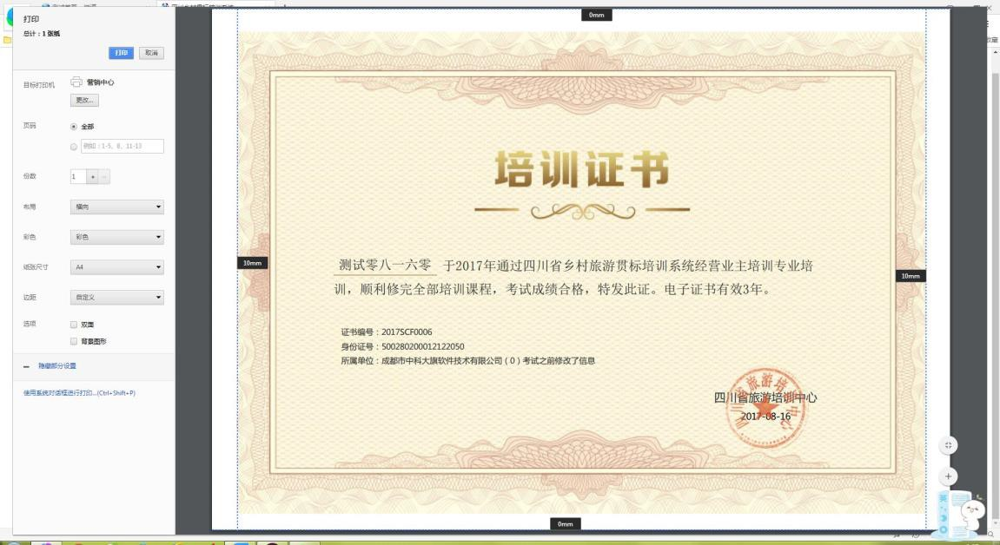 打印
总计：1 张纸
打印
取消
目标打印机
营销中心
更改...
页码
全部
例如：1-5、8、11-13
份数
1
+
布局
横向
彩色
彩色
纸张尺寸
A4
边距
自定义
选项
双面
背景图形
隐藏部分设置
使用系统对话框进行打印...(Ctrl+Shift+P)
0mm
10mm
10mm
0mm
培训证书
测试零八一六零 于2017年通过四川省乡村旅游贯标培训系统经营业主培训专业培
训，顺利修完全部培训课程，考试成绩合格，特发此证。电子证书有效3年。
证书编号：2017SCF0006
身份证号：500280200012122050
所属单位：成都市中科大旗软件技术有限公司（0）考试之前修改了信息
四川省旅游培训中心
2017-08-16
四川省旅游培训中心
英